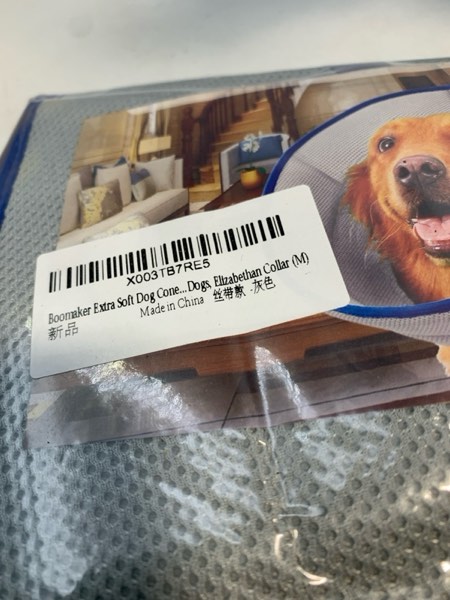 X003TB7RE5
Boomaker Extra Soft Dog Cone...Dogs, Elizabethan Collar (M)
新品
Made in China 丝带款 -灰色